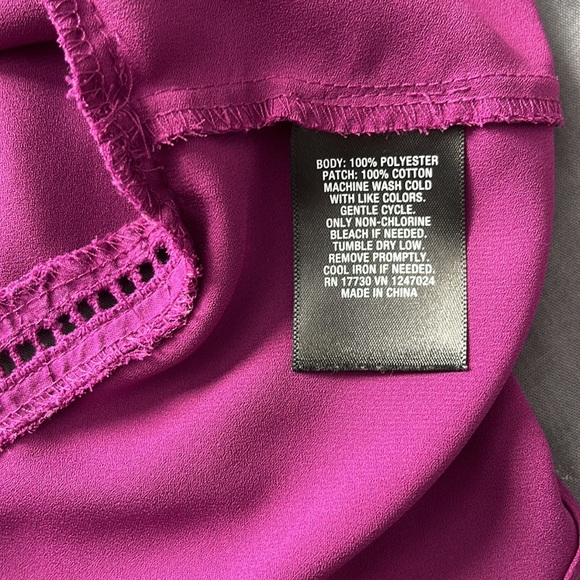 BODY: 100% POLYESTER
PATCH: 100% COTTON
MACHINE WASH COLD
WITH LIKE COLORS.
GENTLE CYCLE.
ONLY NON-CHLORINE
BLEACH IF NEEDED.
TUMBLE DRY LOW.
REMOVE PROMPTLY.
COOL IRON IF NEEDED.
RN 17730 VN 1247024
MADE IN CHINA